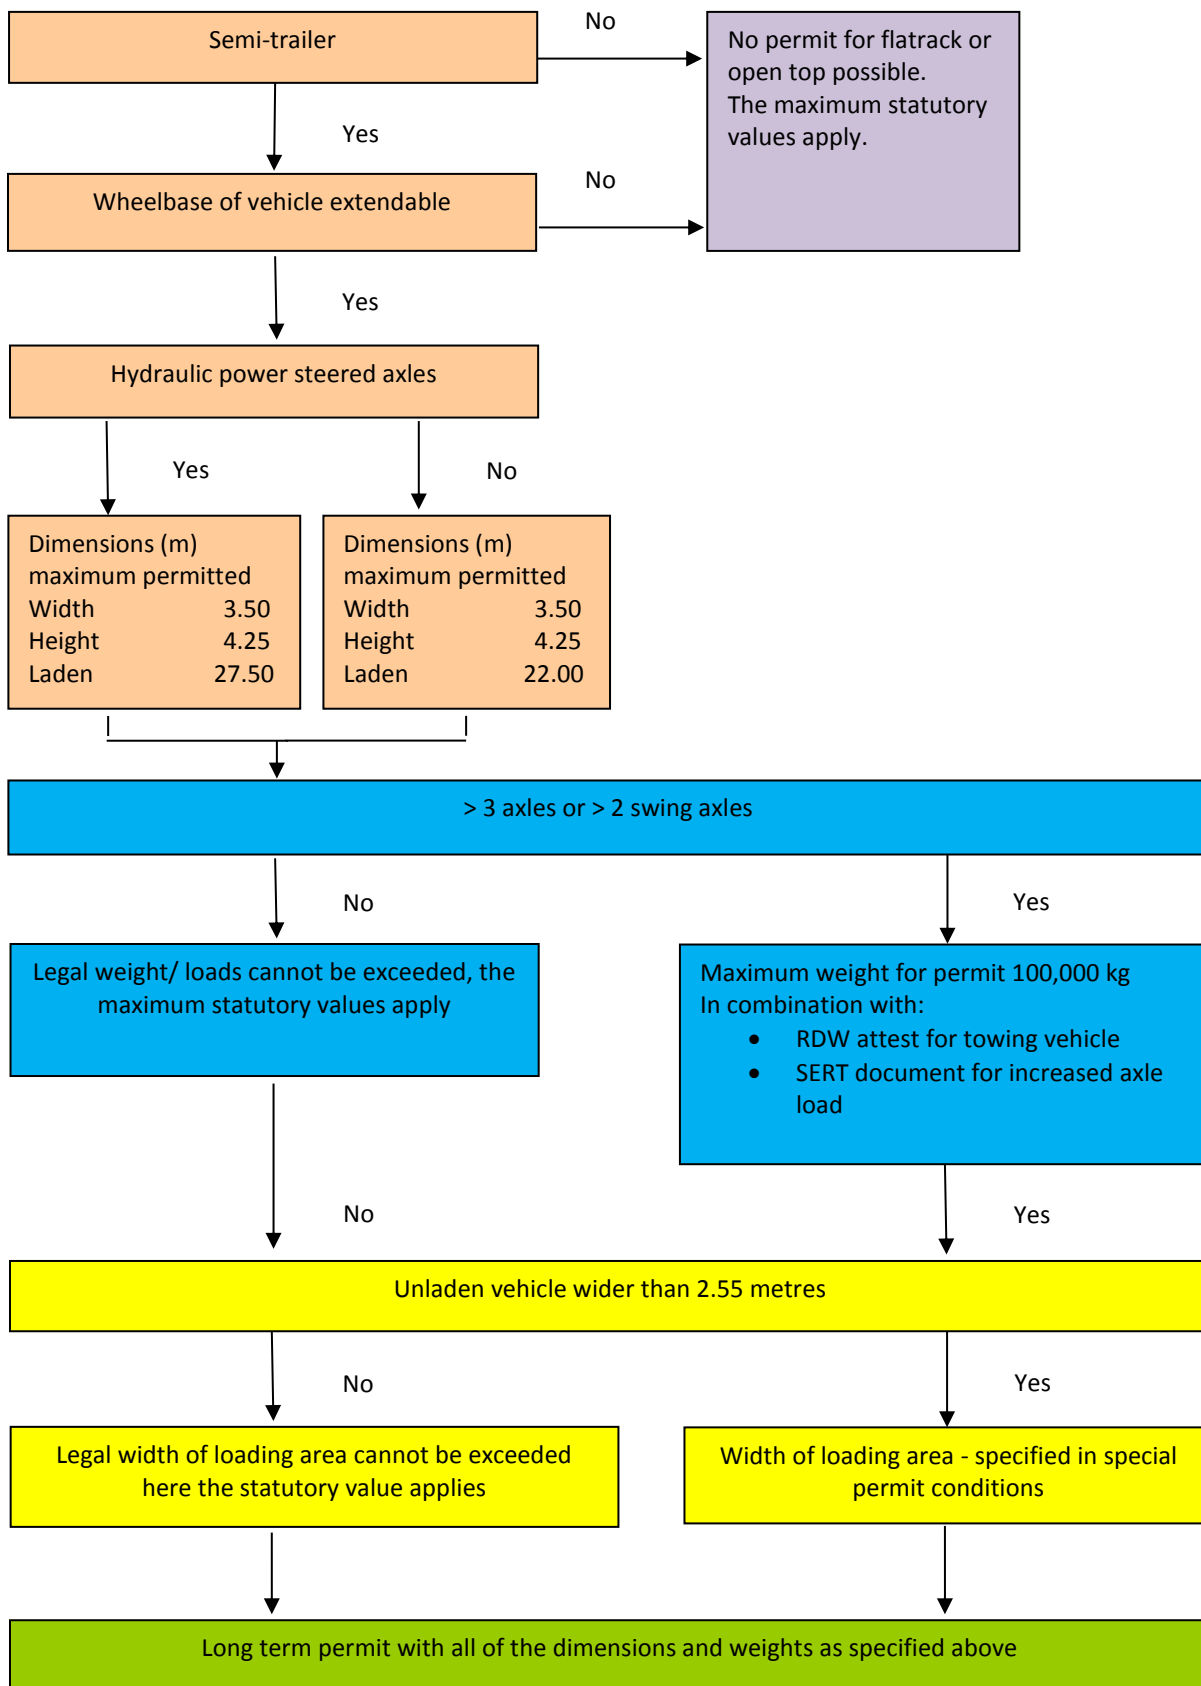 Semi-trailer
No
No permit for flatrack or
open top possible.
The maximum statutory
values apply.
Yes
Wheelbase of vehicle extendable
No
Yes
Hydraulic power steered axles
Yes
No
Dimensions (m)
maximum permitted
Width 3.50
Height 4.25
Laden 27.50
Dimensions (m)
maximum permitted
Width 3.50
Height 4.25
Laden 22.00
> 3 axles or > 2 swing axles
No
Yes
Legal weight/ loads cannot be exceeded, the
maximum statutory values apply
Maximum weight for permit 100,000 kg
In combination with:
• RDW attest for towing vehicle
• SERT document for increased axle
load
No
Yes
Unladen vehicle wider than 2.55 metres
No
Yes
Legal width of loading area cannot be exceeded
here the statutory value applies
Width of loading area - specified in special
permit conditions
Long term permit with all of the dimensions and weights as specified above